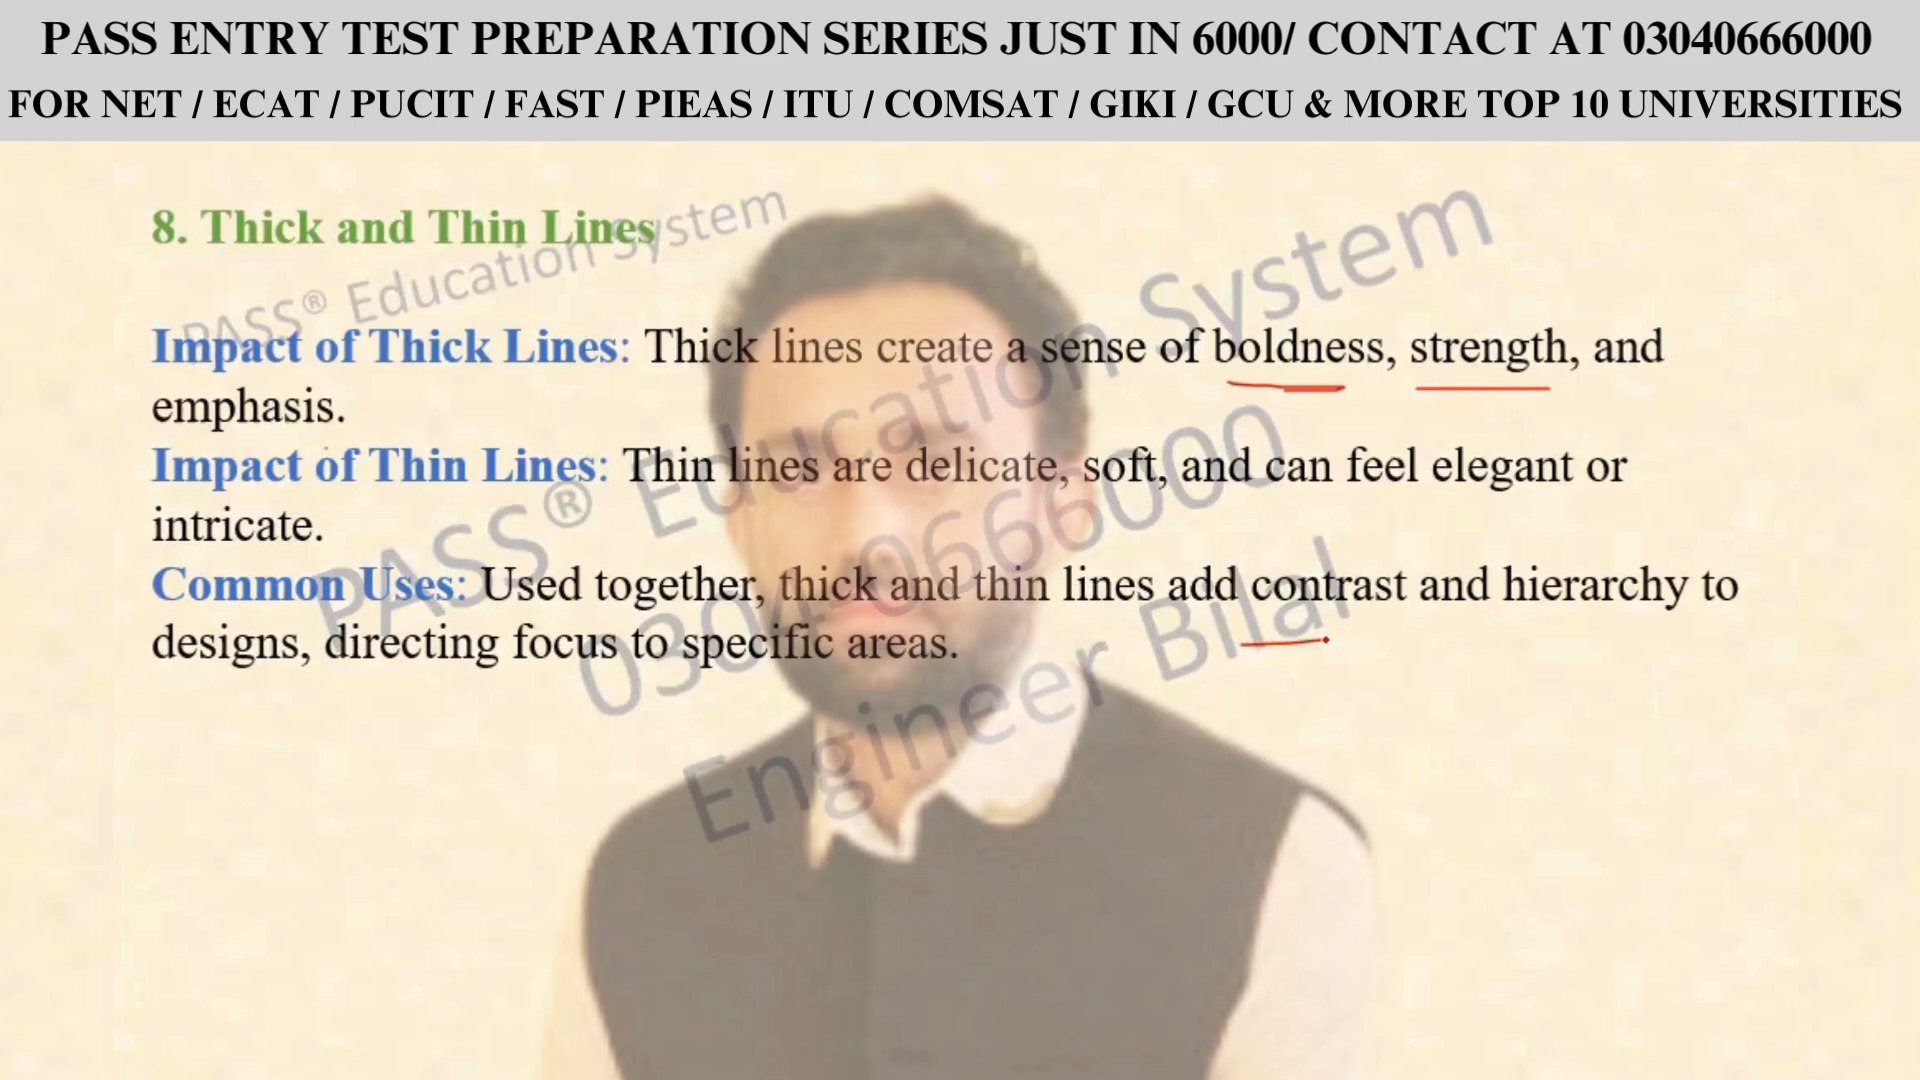 PASS ENTRY TEST PREPARATION SERIES JUST IN 6000/ CONTACT AT 03040666000
FOR NET / ECAT / PUCIT / FAST / PIEAS / ITU / COMSAT / GIKI / GCU & MORE TOP 10 UNIVERSITIES
8. Thick and Thin Lines
PASS® Education System
Impact of Thick Lines: Thick lines create a sense of boldness, strength, and
emphasis.
Impact of Thin Lines: Thin lines are delicate, soft, and can feel elegant or
intricate.
Common Uses: Used together, thick and thin lines add contrast and hierarchy to
designs, directing focus to specific areas.
PASS® Education System
03040666000
Engineer Bilal